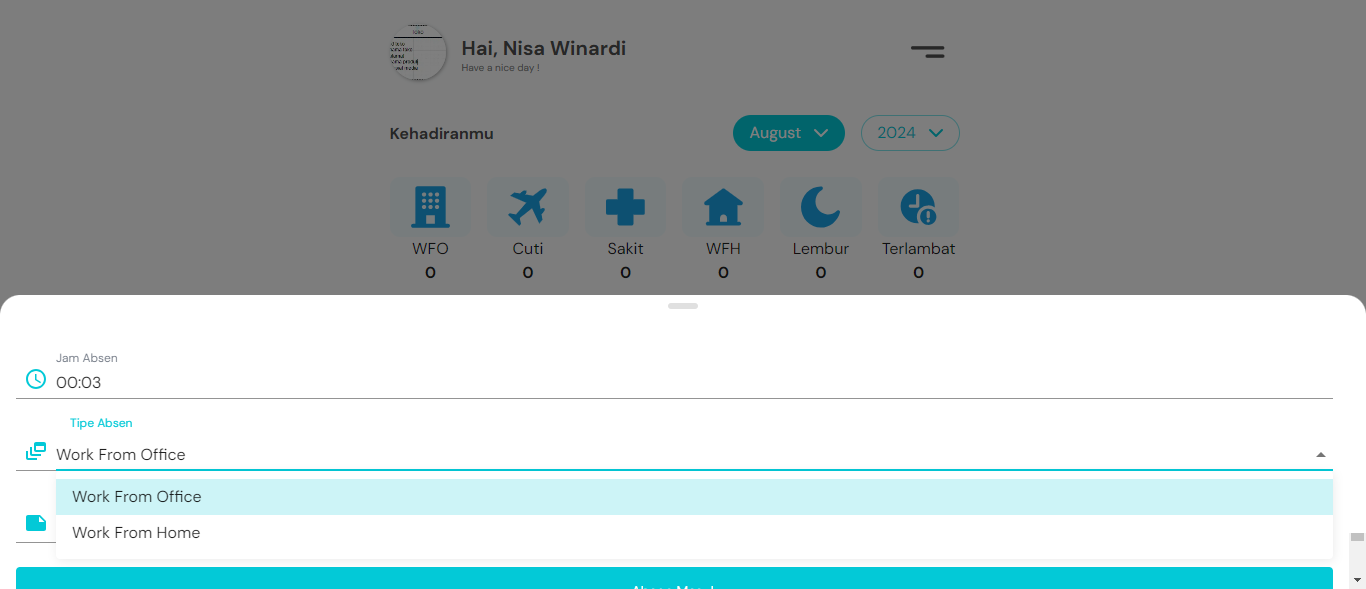 Hai, Nisa Winardi
Have a nice day !
Kehadiranmu
August
2024
WFO
Cuti
Sakit
WFH
Lembur
Terlambat
0
0
0
0
0
0
Jam Absen
00:03
Tipe Absen
Work From Office
Work From Office
Work From Home